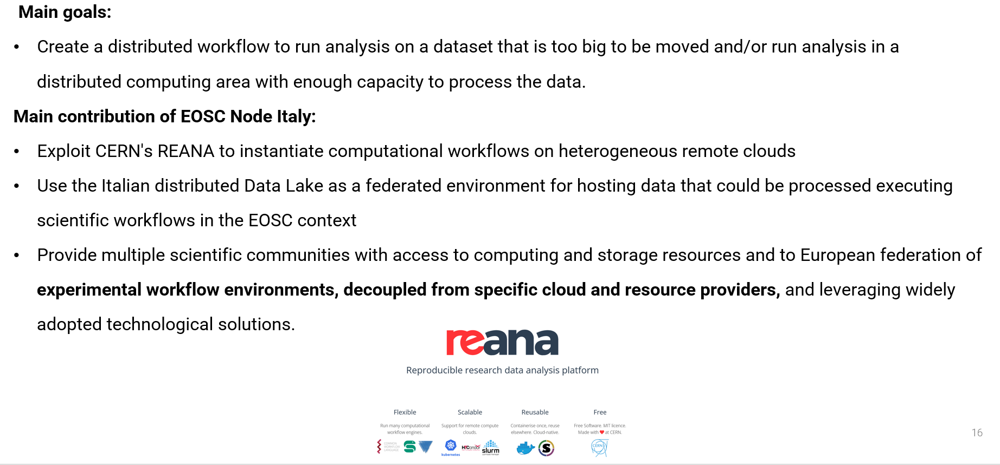 Main goals:
• Create a distributed workflow to run analysis on a dataset that is too big to be moved and/or run analysis in a
distributed computing area with enough capacity to process the data.
Main contribution of EOSC Node Italy:
• Exploit CERN's REANA to instantiate computational workflows on heterogeneous remote clouds
• Use the Italian distributed Data Lake as a federated environment for hosting data that could be processed executing
scientific workflows in the EOSC context
• Provide multiple scientific communities with access to computing and storage resources and to European federation of
experimental workflow environments, decoupled from specific cloud and resource providers, and leveraging widely
adopted technological solutions.
reana
Reproducible research data analysis platform
Flexible
Run many computational
workflow engines.
COMMON
WORKFLOW
LANGUAGE
Scalable
Support for remote compute
clouds.
kubernetes
HTCondor
slurm
workload manager
Reusable
Containerise once, reuse
elsewhere. Cloud-native.
S
Free
Free Software. MIT licence.
Made with ❤ at CERN.
CERN
16